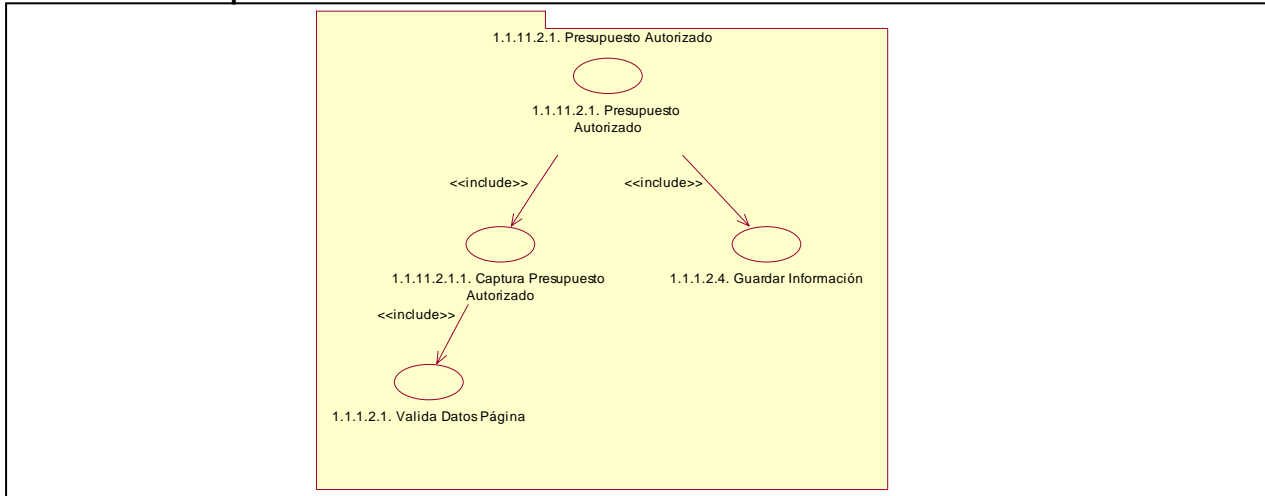 1.1.11.2.1. Presupuesto Autorizado
1.1.11.2.1. Presupuesto
Autorizado
<<include>>
<<include>>
1.1.11.2.1.1. Captura Presupuesto
Autorizado
1.1.1.2.4. Guardar Información
<<include>>
1.1.1.2.1. Valida Datos Página